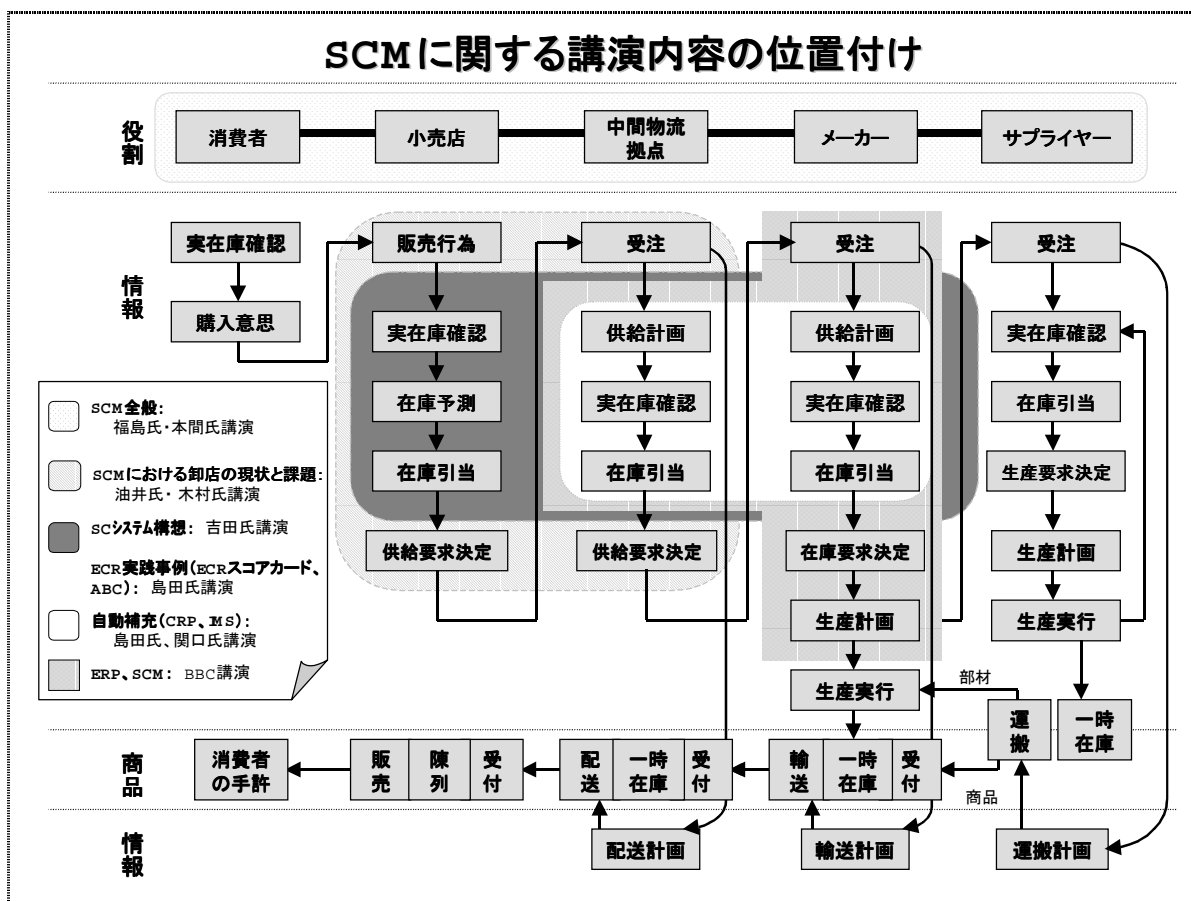 SCMに関する講演内容の位置付け
役割
消費者
小売店
中間物流
拠点
メーカー
サプライヤー
情報
実在庫確認
購入意思
販売行為
実在庫確認
在庫予測
在庫引当
供給要求決定
受注
供給計画
実在庫確認
在庫引当
供給要求決定
受注
供給計画
実在庫確認
在庫引当
在庫要求決定
生産計画
生産実行
受注
実在庫確認
在庫引当
生産要求決定
生産計画
生産実行
SCM全般:
福島氏・本間氏講演
SCMにおける卸店の現状と課題:
油井氏・木村氏講演
SCシステム構想: 吉田氏講演
ECR実践事例(ECRスコアカード、
ABC): 島田氏講演
自動補充(CRP、IMS):
島田氏、関口氏講演
ERP、SCM: BBC講演
部材
運搬
一時
在庫
商品
消費者
の手許
販売
陳列
受付
配送
一時
在庫
受付
輸送
一時
在庫
受付
商品
情報
配送計画
輸送計画
運搬計画